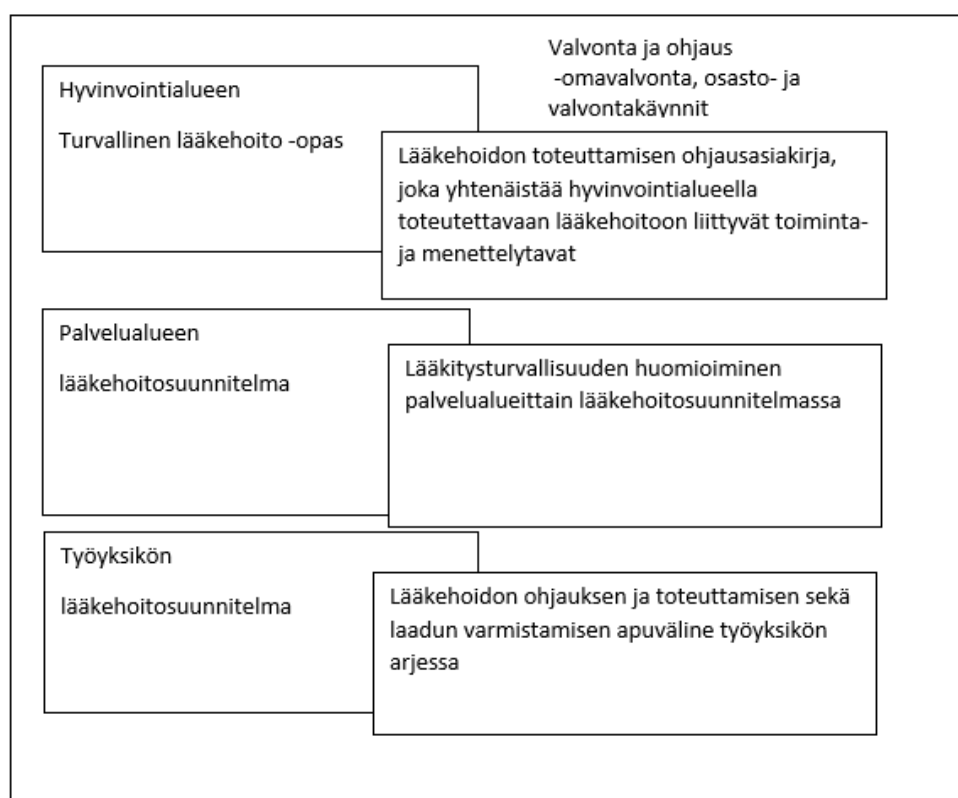 Valvonta ja ohjaus
-omavalvonta, osasto- ja
valvontakäynnit
Hyvinvointialueen
Turvallinen lääkehoito -opas
Lääkehoidon toteuttamisen ohjausasiakirja,
joka yhtenäistää hyvinvointialueella
toteutettavaan lääkehoitoon liittyvät toiminta-
ja menettelytavat
Palvelualueen
lääkehoitosuunnitelma
Lääkitysturvallisuuden huomioiminen
palvelualueittain lääkehoitosuunnitelmassa
Työyksikön
lääkehoitosuunnitelma
Lääkehoidon ohjauksen ja toteuttamisen sekä
laadun varmistamisen apuväline työyksikön
arjessa